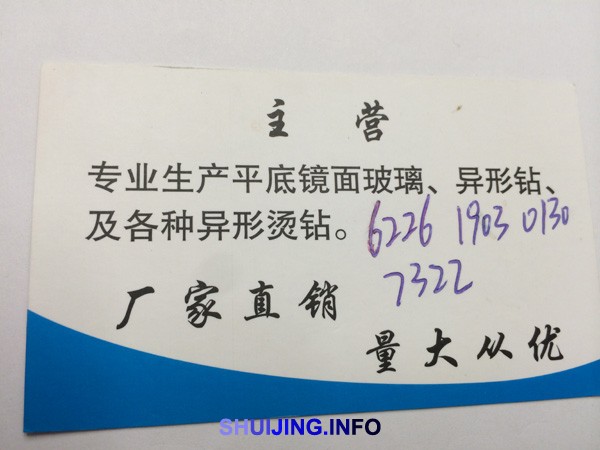 主 营
专业生产平底镜面玻璃、异形钻、
及各种异形烫钻。
6226 1903 0130
7322
厂家直销
量大从优
SHUIJING.INFO